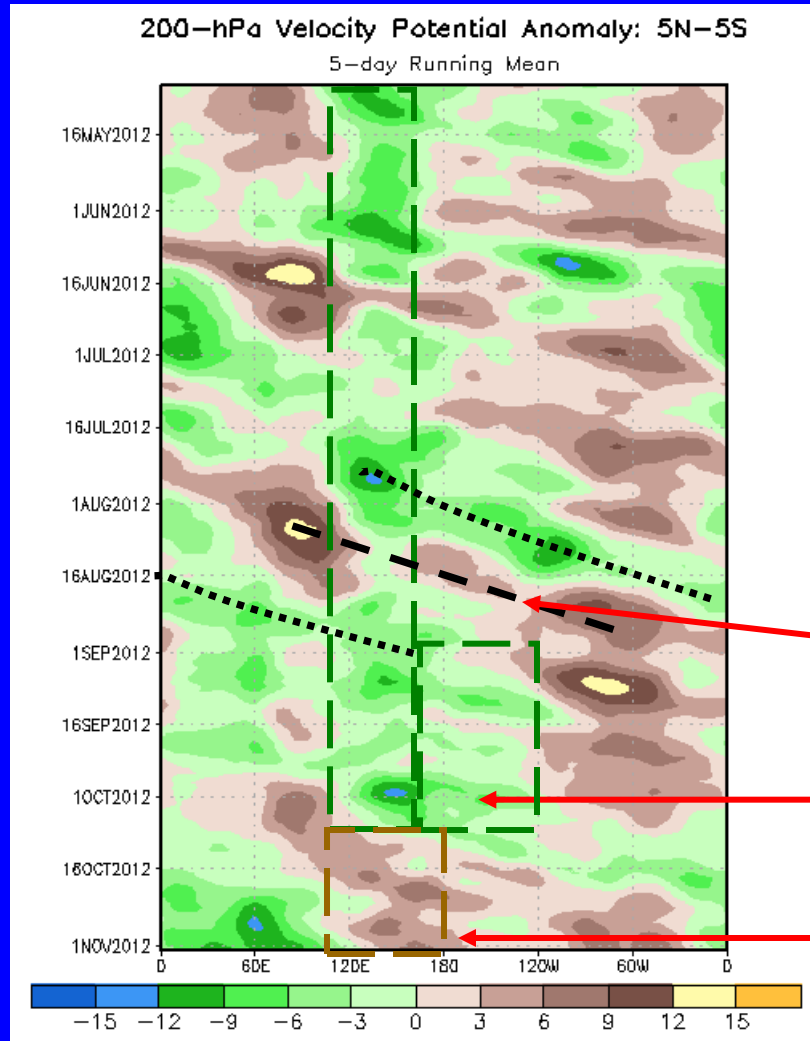 200-hPa Velocity Potential Anomaly: 5N-5S
5-day Running Mean
16MAY2012
1JUN2012
16JUN2012
1JUL2012
16JUL2012
1AUG2012
16AUG2012
1SEP2012
16SEP2012
1OCT2012
16OCT2012
1NOV2012
0 60E 120E 180 120W 60W 0
-15 -12 -9 -6 -3 0 3 6 9 12 15